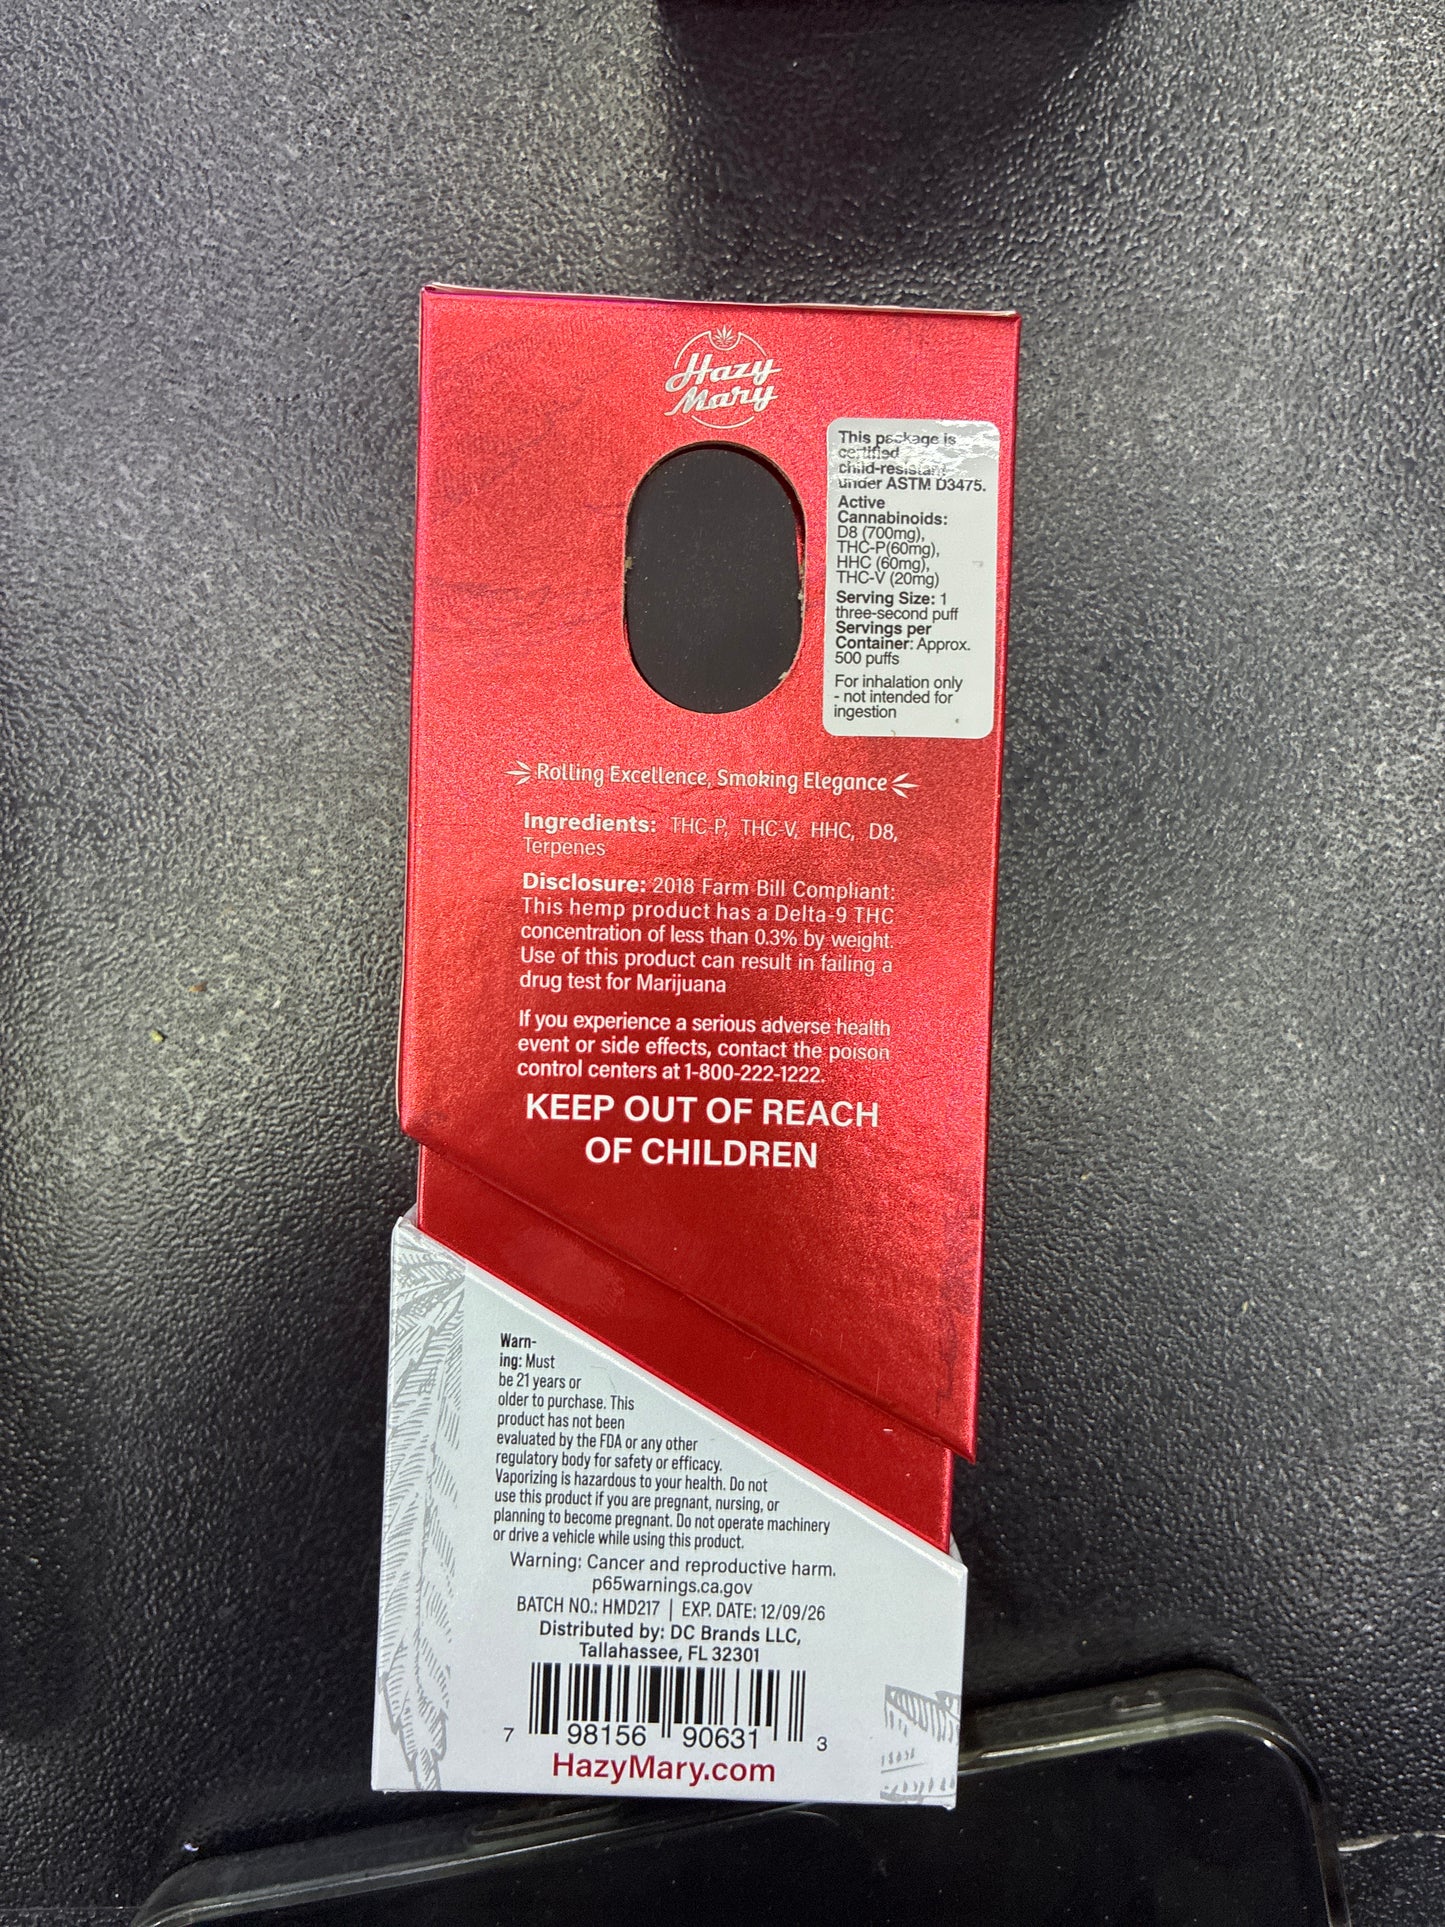 Hazy
Mary
This package is
certified
child-resistant
under ASTM D3475.
Active
Cannabinoids:
D8 (700mg),
THC-P(60mg),
HHC (60mg),
THC-V (20mg)
Serving Size: 1
three-second puff
Servings per
Container: Approx.
500 puffs
For inhalation only
- not intended for
ingestion
Rolling Excellence, Smoking Elegance
Ingredients: THC-P, THC-V, HHC, D8,
Terpenes
Disclosure: 2018 Farm Bill Compliant:
This hemp product has a Delta-9 THC
concentration of less than 0.3% by weight.
Use of this product can result in failing a
drug test for Marijuana
If you experience a serious adverse health
event or side effects, contact the poison
control centers at 1-800-222-1222.
KEEP OUT OF REACH
OF CHILDREN
Warn-
ing: Must
be 21 years or
older to purchase. This
product has not been
evaluated by the FDA or any other
regulatory body for safety or efficacy.
Vaporizing is hazardous to your health. Do not
use this product if you are pregnant, nursing, or
planning to become pregnant. Do not operate machinery
or drive a vehicle while using this product.
Warning: Cancer and reproductive harm.
p65warnings.ca.gov
BATCH NO.: HMD217 | EXP. DATE: 12/09/26
Distributed by: DC Brands LLC,
Tallahassee, FL 32301
7 98156 90631 3
HazyMary.com